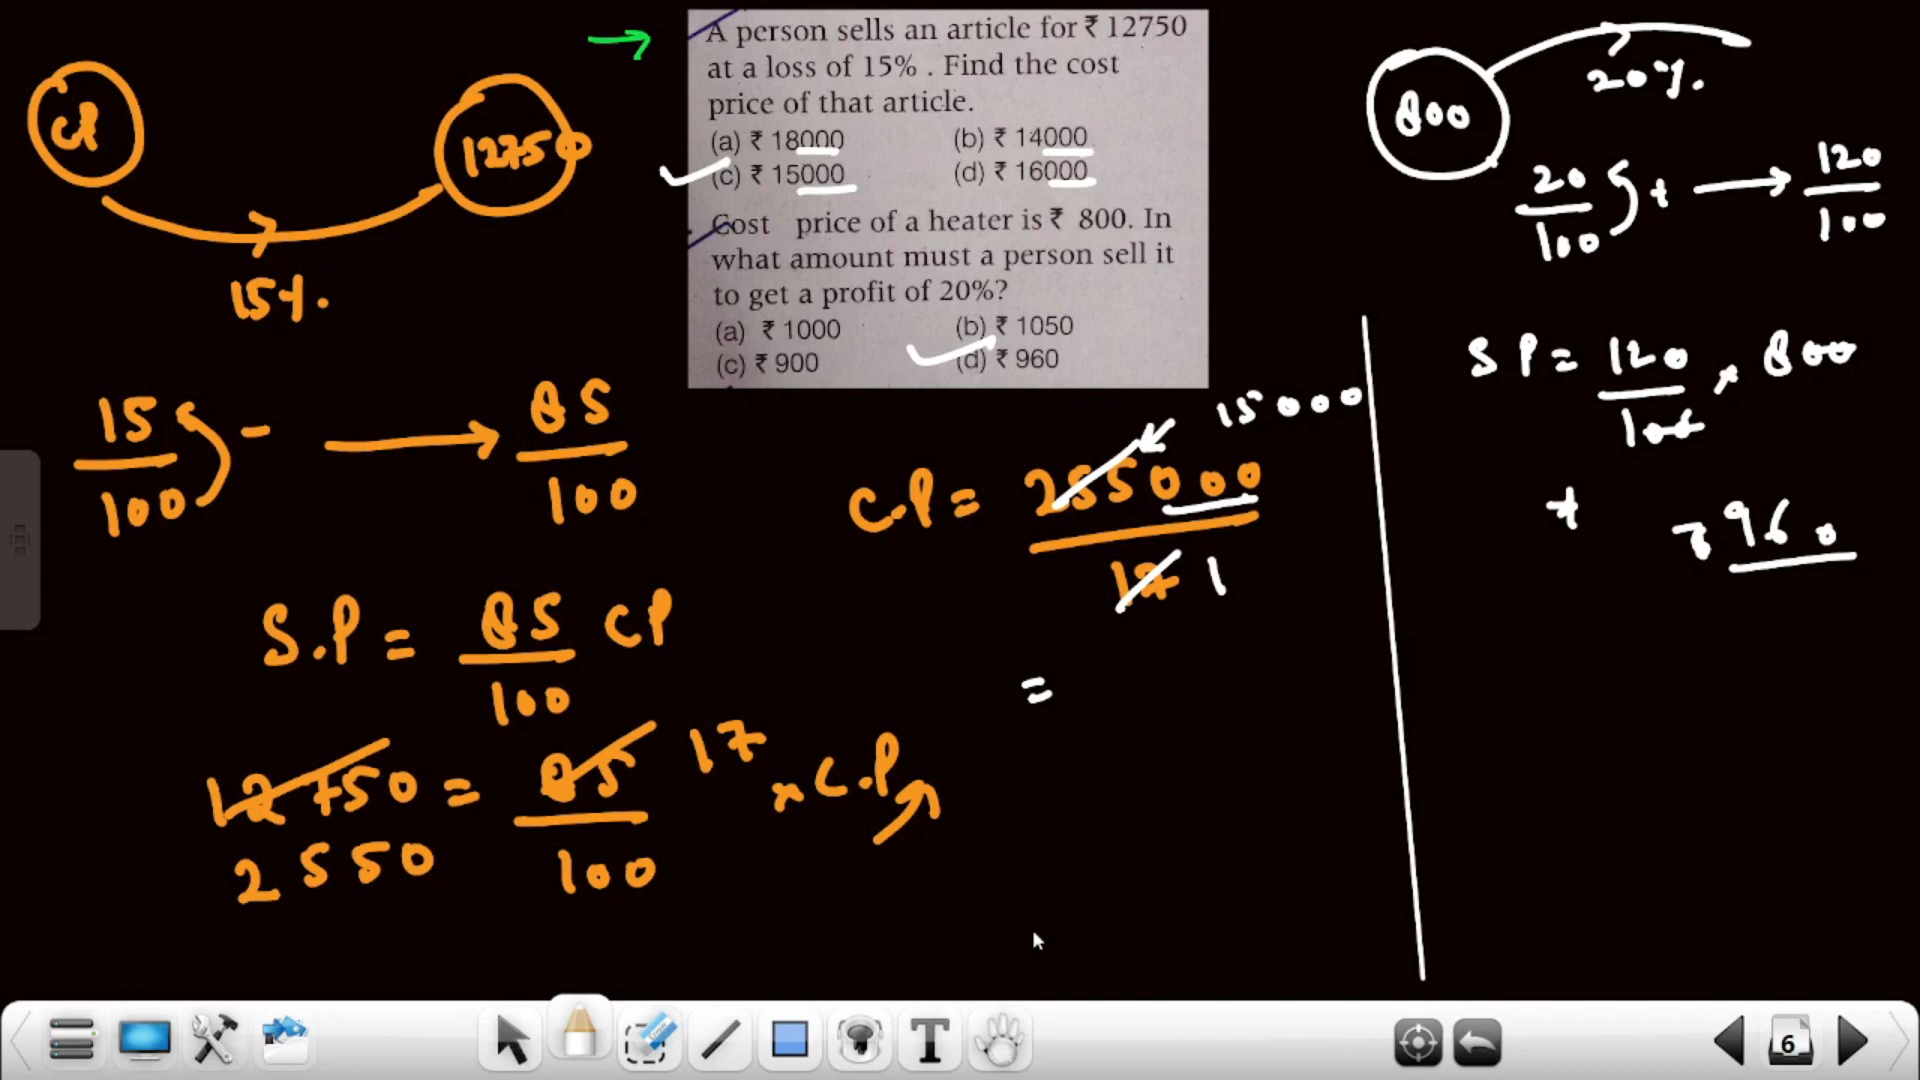 A person sells an article for ₹ 12750
at a loss of 15% . Find the cost
price of that article.
(a) ₹ 18000 (b) ₹ 14000
(c) ₹ 15000 (d) ₹ 16000
Cost price of a heater is ₹ 800. In
what amount must a person sell it
to get a profit of 20%?
(a) ₹ 1000 (b) ₹ 1050
(c) ₹ 900 (d) ₹ 960
CP
12750
15%.
15
100
-
85
100
S.P = 85 CP
100
12750 = 85 17 × C.P
2550 100
15000
C.P = 255000
17 1
=
800
20%.
20
100
+
120
100
SP = 120 × 800
100
₹ 960
T
6